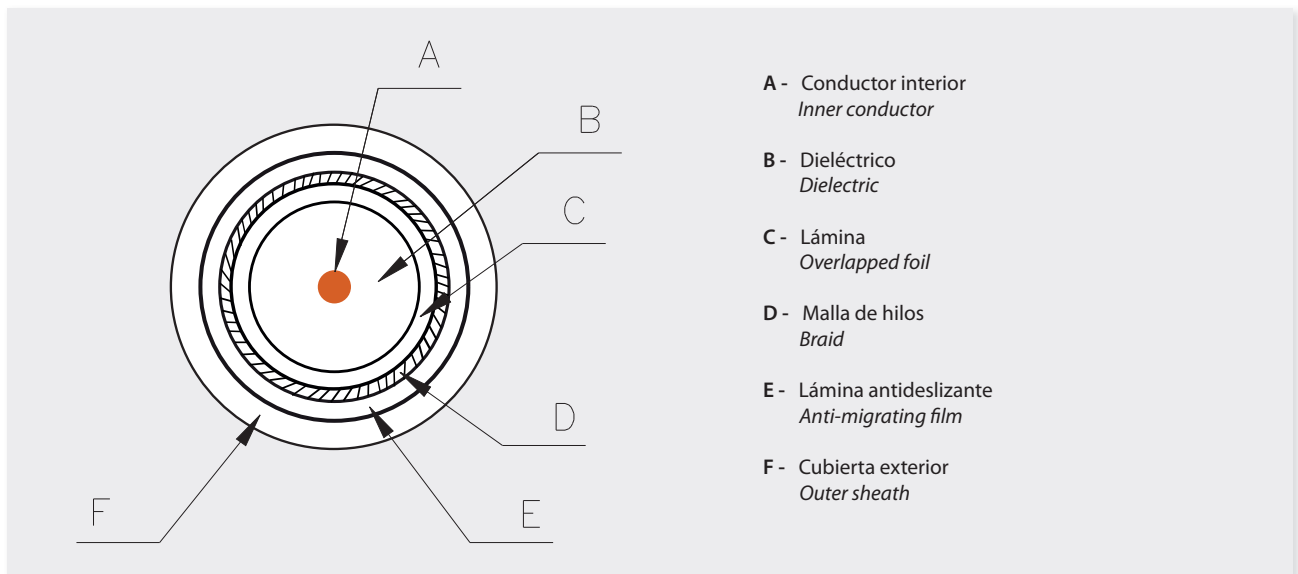 A
B
C
D
E
F
A - Conductor interior
Inner conductor
B - Dieléctrico
Dielectric
C - Lámina
Overlapped foil
D - Malla de hilos
Braid
E - Lámina antideslizante
Anti-migrating film
F - Cubierta exterior
Outer sheath